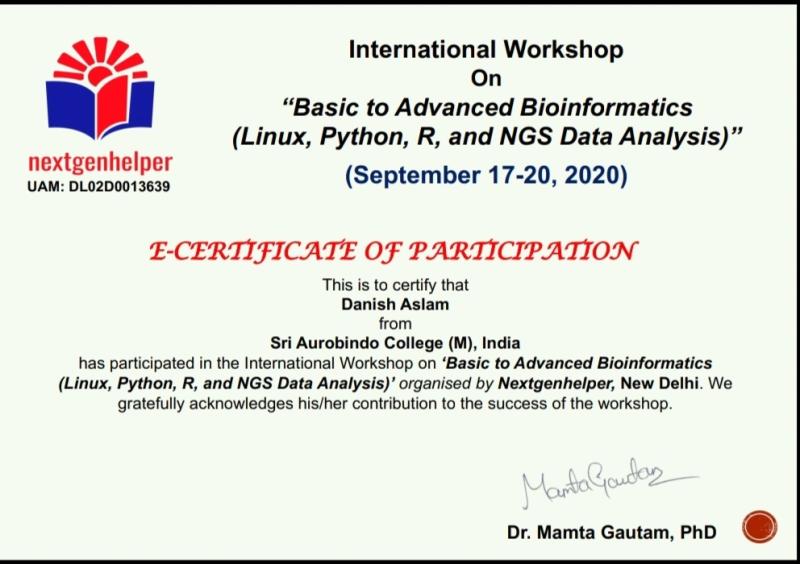 International Workshop
On
“Basic to Advanced Bioinformatics
(Linux, Python, R, and NGS Data Analysis)”
(September 17-20, 2020)
nextgenhelper
UAM: DL02D0013639
E-CERTIFICATE OF PARTICIPATION
This is to certify that
Danish Aslam
from
Sri Aurobindo College (M), India
has participated in the International Workshop on ‘Basic to Advanced Bioinformatics
(Linux, Python, R, and NGS Data Analysis)’ organised by Nextgenhelper, New Delhi. We
gratefully acknowledges his/her contribution to the success of the workshop.
Mamta Gautam
Dr. Mamta Gautam, PhD